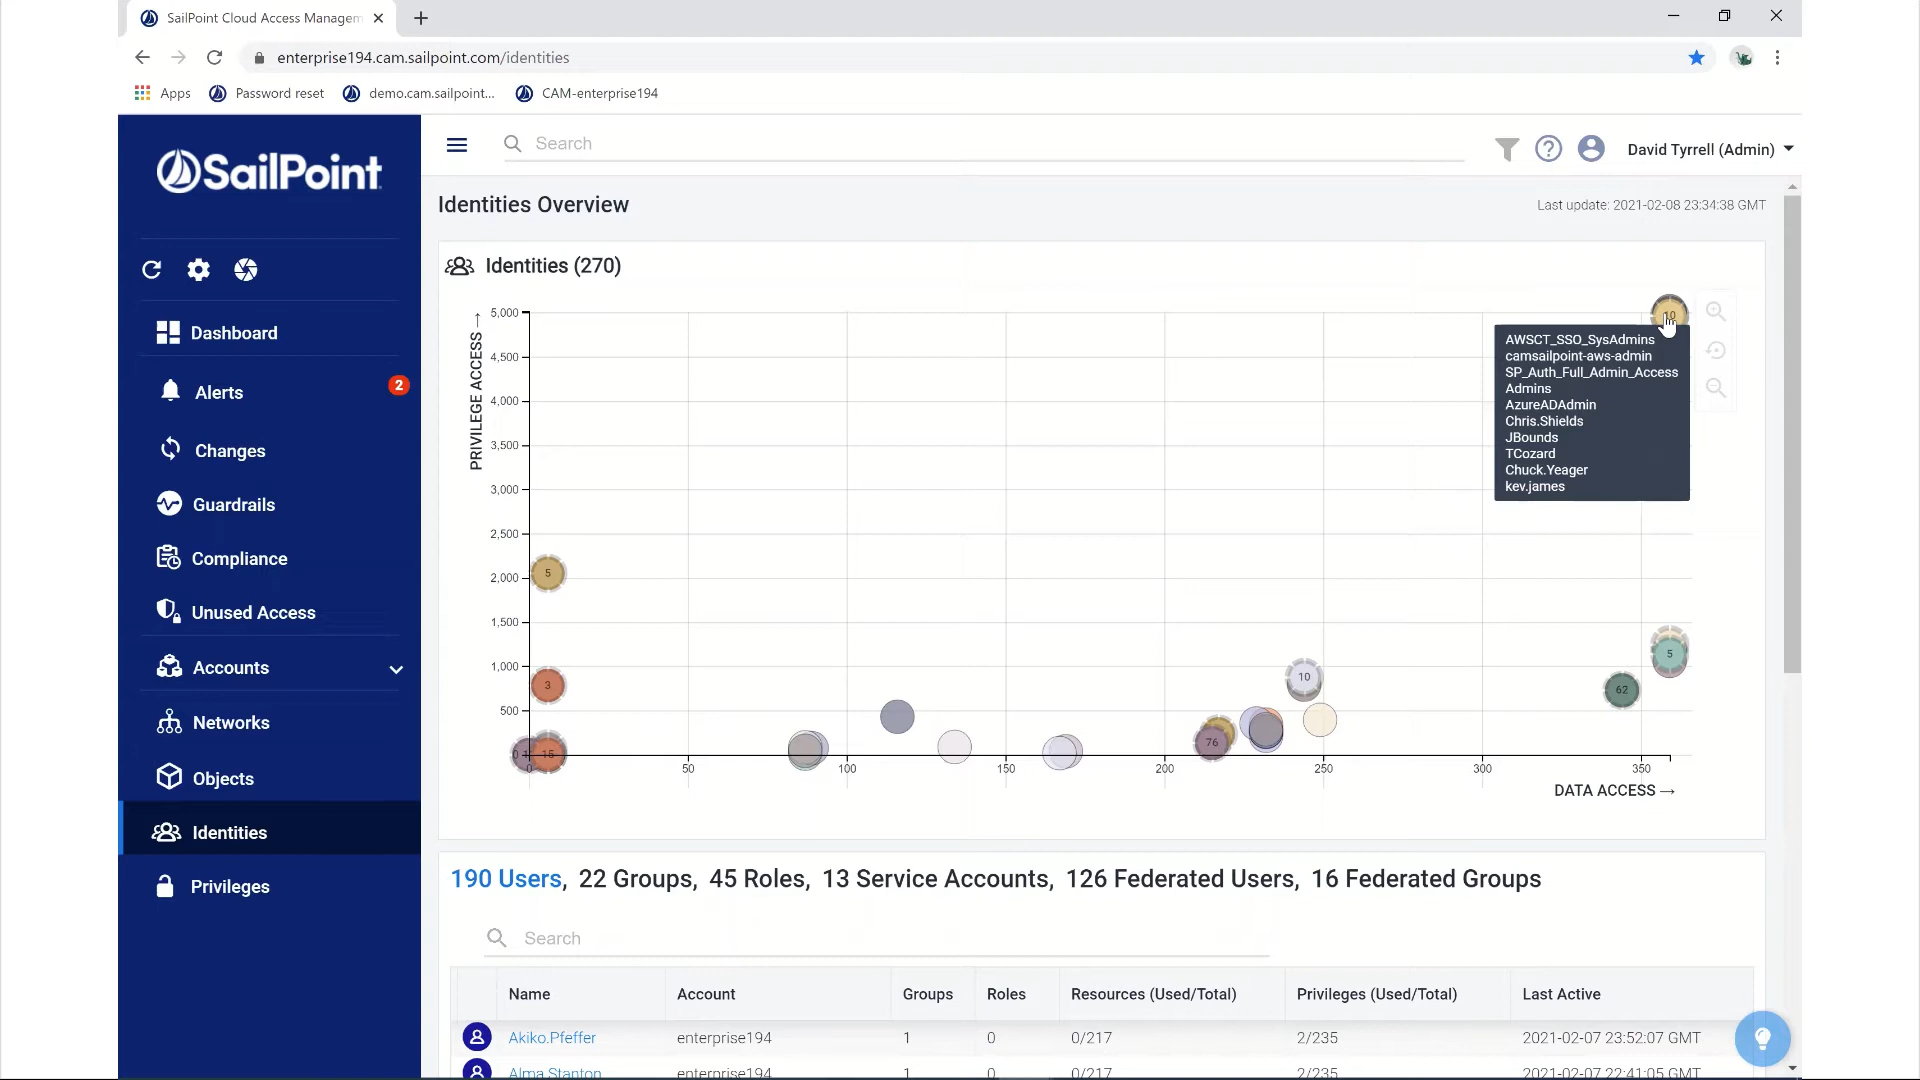 SailPoint Cloud Access Managem
enterprise194.cam.sailpoint.com/identities
Apps
Password reset
demo.cam.sailpoint...
CAM-enterprise194
SailPoint
Search
David Tyrrell (Admin)
Identities Overview
Last update: 2021-02-08 23:34:38 GMT
Dashboard
Alerts
2
Changes
Guardrails
Compliance
Unused Access
Accounts
Networks
Objects
Identities
Privileges
Identities (270)
PRIVILEGE ACCESS →
5,000
4,500
4,000
3,500
3,000
2,500
2,000
1,500
1,000
500
0
10
AWSCT_SSO_SysAdmins
camsailpoint-aws-admin
SP_Auth_Full_Admin_Access
Admins
AzureADAdmin
Chris.Shields
JBounds
TCozard
Chuck.Yeager
kev.james
5
3
15
76
10
62
5
0
50
100
150
200
250
300
350
DATA ACCESS →
190 Users, 22 Groups, 45 Roles, 13 Service Accounts, 126 Federated Users, 16 Federated Groups
Search
Name Account Groups Roles Resources (Used/Total) Privileges (Used/Total) Last Active
Akiko.Pfeffer enterprise194 1 0 0/217 2/235 2021-02-07 23:52:07 GMT
Alma.Stanton enterprise194 1 0 0/217 2/235 2021-02-07 22:41:05 GMT